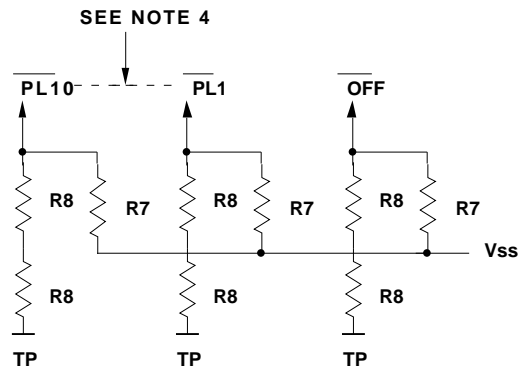 SEE NOTE 4
PL10 PL1 OFF
R8 R7 R8 R7 R8 R7
Vss
R8 R8 R8
TP TP TP